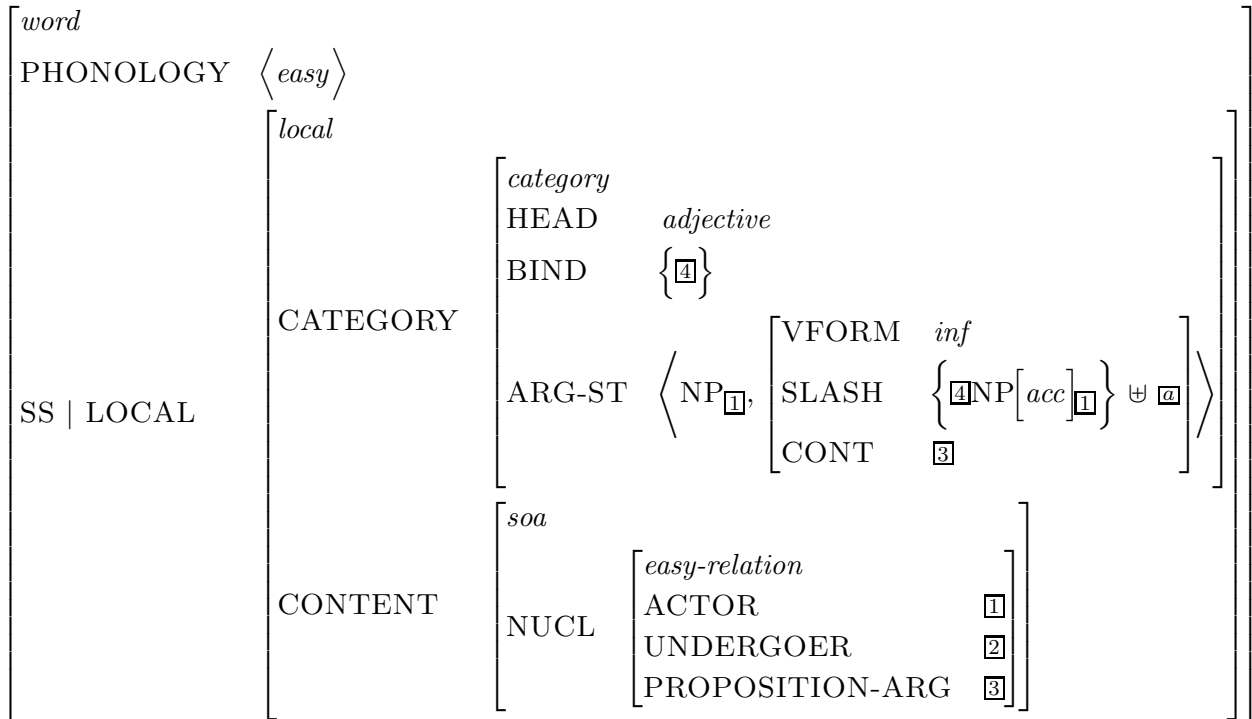 word
PHONOLOGY ⟨easy⟩
local
category
HEAD adjective
BIND {4}
CATEGORY
VFORM inf
ARG-ST ⟨NP1, SLASH {4NP[acc]1} ⊎ a⟩
SS | LOCAL
CONT 3
soa
easy-relation
CONTENT
ACTOR 1
NUCL
UNDERGOER 2
PROPOSITION-ARG 3